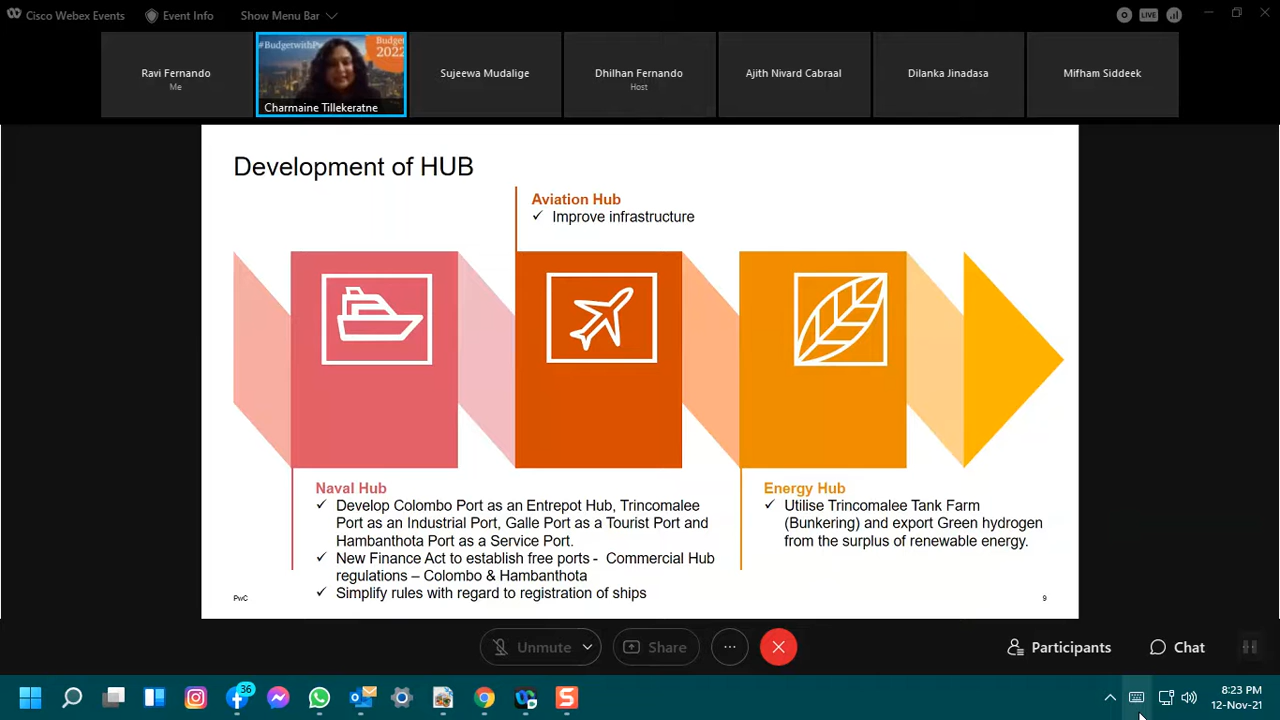 Cisco Webex Events
Event Info
Show Menu Bar
LIVE
Ravi Fernando
Me
#BudgetwithPw
Budget
2022
Charmaine Tillekeratne
Sujeewa Mudalige
Dhilhan Fernando
Host
Ajith Nivard Cabraal
Dilanka Jinadasa
Mifham Siddeek
Development of HUB
Aviation Hub
✓ Improve infrastructure
Naval Hub
✓ Develop Colombo Port as an Entrepot Hub, Trincomalee
Port as an Industrial Port, Galle Port as a Tourist Port and
Hambanthota Port as a Service Port.
✓ New Finance Act to establish free ports - Commercial Hub
regulations – Colombo & Hambanthota
✓ Simplify rules with regard to registration of ships
Energy Hub
✓ Utilise Trincomalee Tank Farm
(Bunkering) and export Green hydrogen
from the surplus of renewable energy.
PwC
9
Unmute
Share
Participants
Chat
36
S
8:23 PM
12-Nov-21